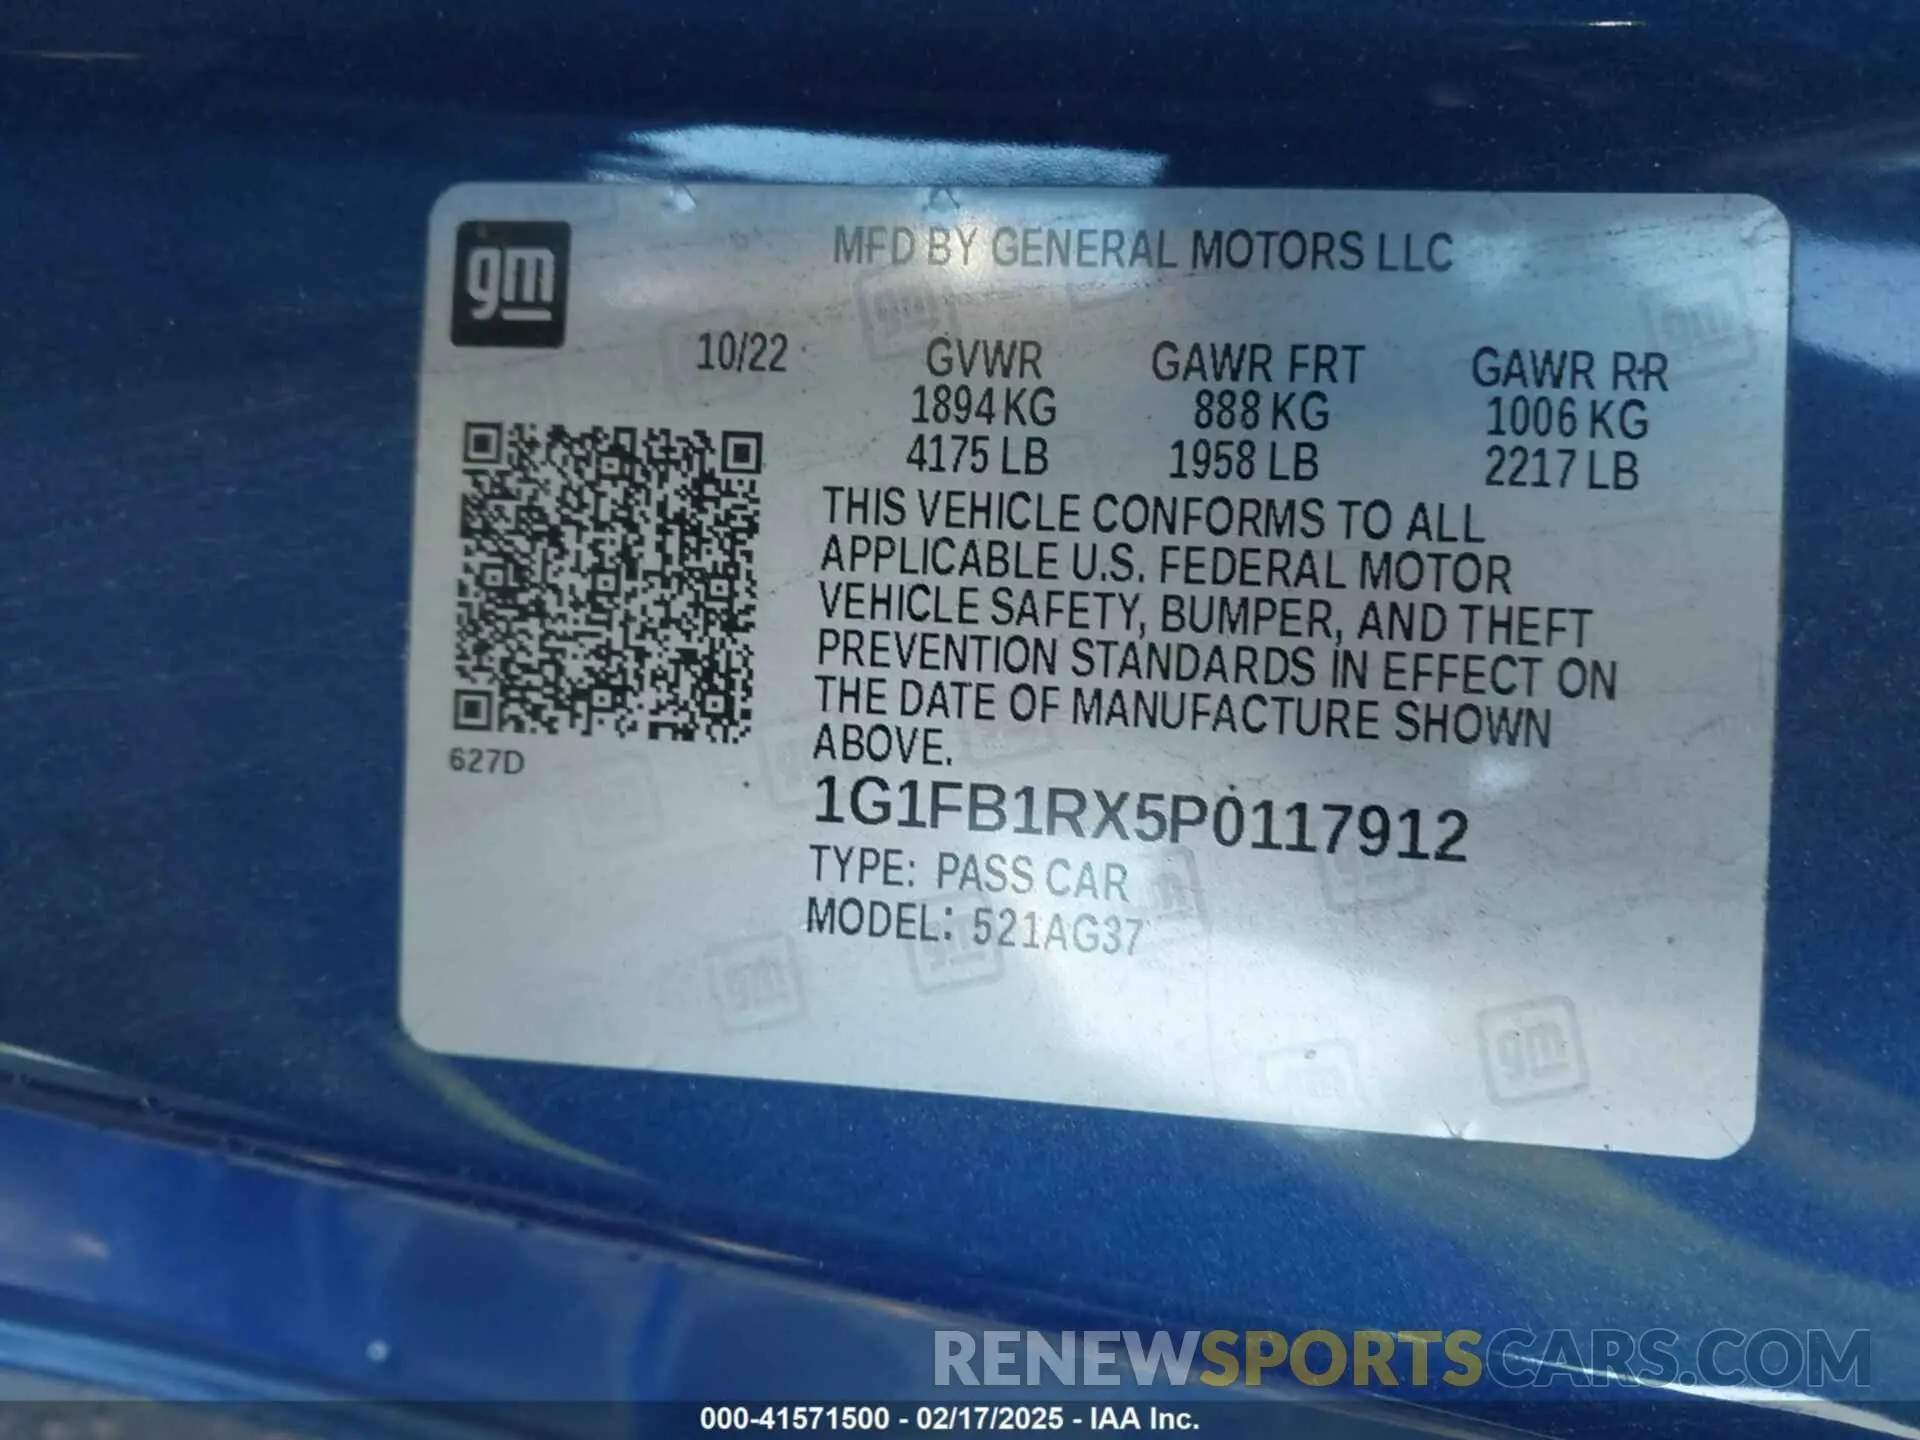 gm
MFD BY GENERAL MOTORS LLC
10/22 GVWR GAWR FRT GAWR RR
1894 KG 888 KG 1006 KG
4175 LB 1958 LB 2217 LB
THIS VEHICLE CONFORMS TO ALL
APPLICABLE U.S. FEDERAL MOTOR
VEHICLE SAFETY, BUMPER, AND THEFT
PREVENTION STANDARDS IN EFFECT ON
THE DATE OF MANUFACTURE SHOWN
ABOVE.
627D
1G1FB1RX5P0117912
TYPE: PASS CAR
MODEL: 521AG37
RENEWSPORTSCARS.COM
000-41571500 - 02/17/2025 - IAA Inc.